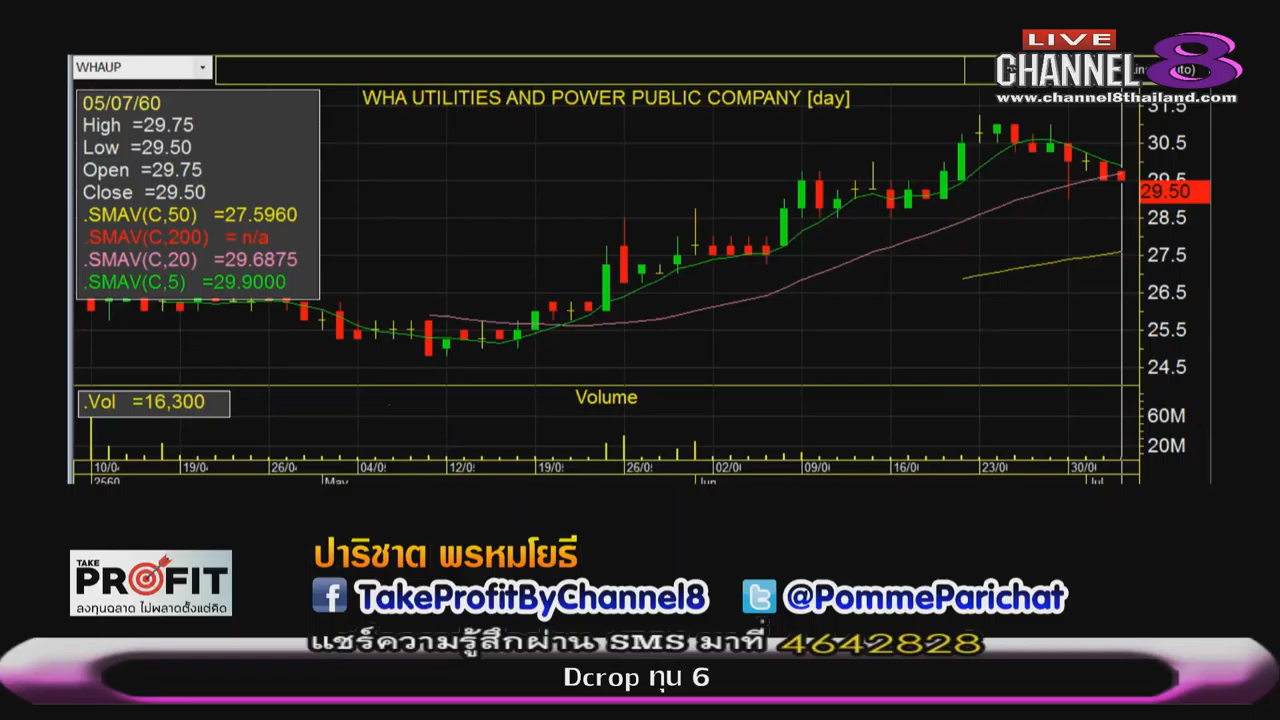 LIVE
CHANNEL 8
www.channel8thailand.com
WHAUP
WHA UTILITIES AND POWER PUBLIC COMPANY [day]
05/07/60
High =29.75
Low =29.50
Open =29.75
Close =29.50
.SMAV(C,50) =27.5960
.SMAV(C,200) = n/a
.SMAV(C,20) =29.6875
.SMAV(C,5) =29.9000
31.5
30.5
29.5
29.50
28.5
27.5
26.5
25.5
24.5
.Vol =16,300
Volume
60M
20M
10/0 19/0 26/0 04/0 12/0 19/0 26/0 02/0 09/0 16/0 23/0 30/0
2560 May Jun Jul
TAKE
PROFIT
ลงทุนฉลาด ไม่พลาดตั้งแต่คิด
ปาริชาต พรหมโยธี
f TakeProfitByChannel8 t @PommeParichat
แชร์ความรู้สึกผ่าน SMS มาที่ 4642828
Dcrop ทุน 6